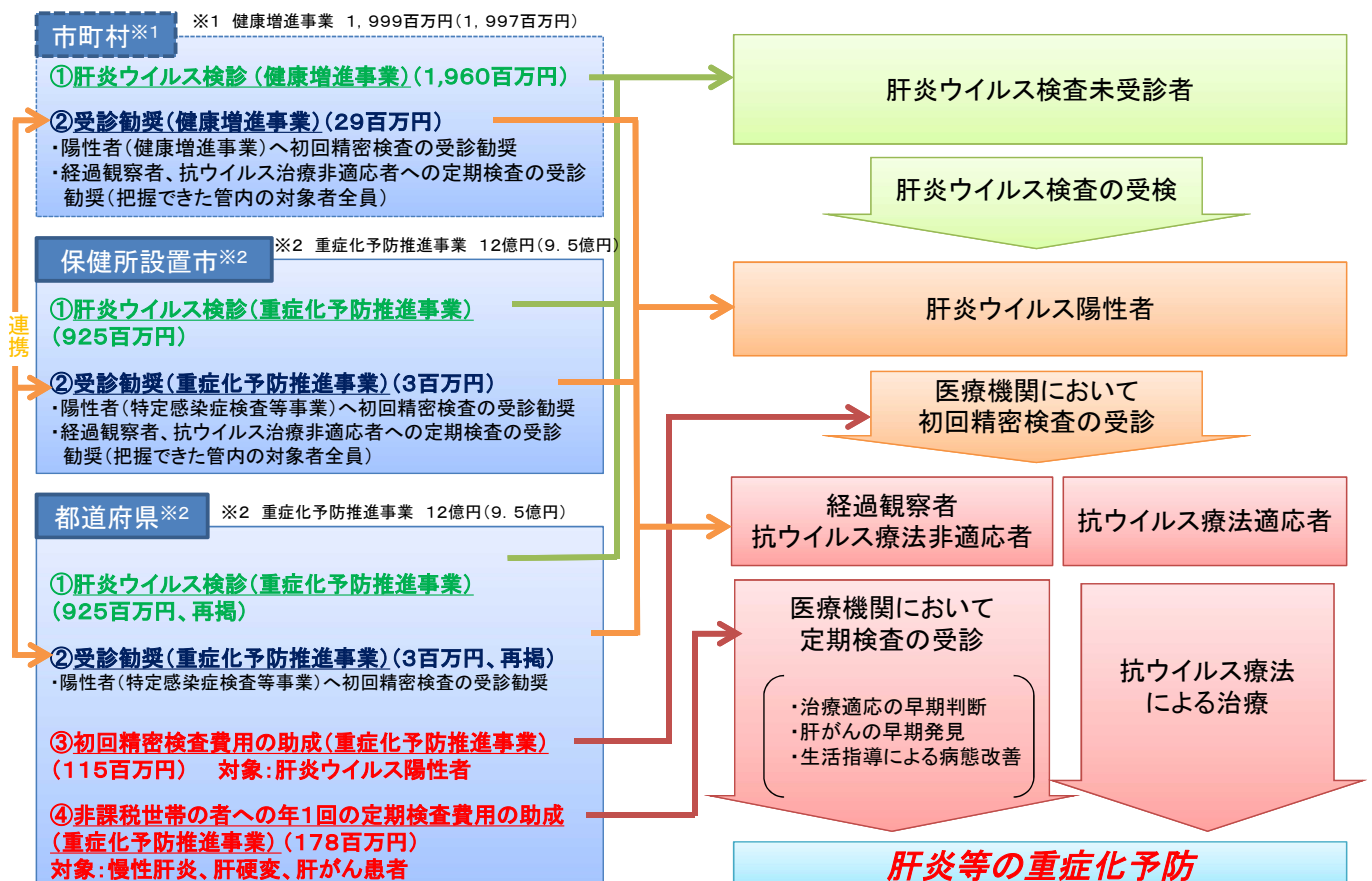 ※1 健康増進事業 1,999百万円(1,997百万円)
市町村※1
①肝炎ウイルス検診(健康増進事業)(1,960百万円)
②受診勧奨(健康増進事業)(29百万円)
・陽性者(健康増進事業)へ初回精密検査の受診勧奨
・経過観察者、抗ウイルス治療非適応者への定期検査の受診
勧奨(把握できた管内の対象者全員)
※2 重症化予防推進事業 12億円(9.5億円)
保健所設置市※2
①肝炎ウイルス検診(重症化予防推進事業)
(925百万円)
②受診勧奨(重症化予防推進事業)(3百万円)
・陽性者(特定感染症検査等事業)へ初回精密検査の受診勧奨
・経過観察者、抗ウイルス治療非適応者への定期検査の受診
勧奨(把握できた管内の対象者全員)
連携
都道府県※2
※2 重症化予防推進事業 12億円(9.5億円)
①肝炎ウイルス検診(重症化予防推進事業)
(925百万円、再掲)
②受診勧奨(重症化予防推進事業)(3百万円、再掲)
・陽性者(特定感染症検査等事業)へ初回精密検査の受診勧奨
③初回精密検査費用の助成(重症化予防推進事業)
(115百万円) 対象:肝炎ウイルス陽性者
④非課税世帯の者への年1回の定期検査費用の助成
(重症化予防推進事業)(178百万円)
対象:慢性肝炎、肝硬変、肝がん患者
肝炎ウイルス検査未受診者
肝炎ウイルス検査の受検
肝炎ウイルス陽性者
医療機関において
初回精密検査の受診
経過観察者
抗ウイルス療法非適応者
抗ウイルス療法適応者
医療機関において
定期検査の受診
・治療適応の早期判断
・肝がんの早期発見
・生活指導による病態改善
抗ウイルス療法
による治療
肝炎等の重症化予防